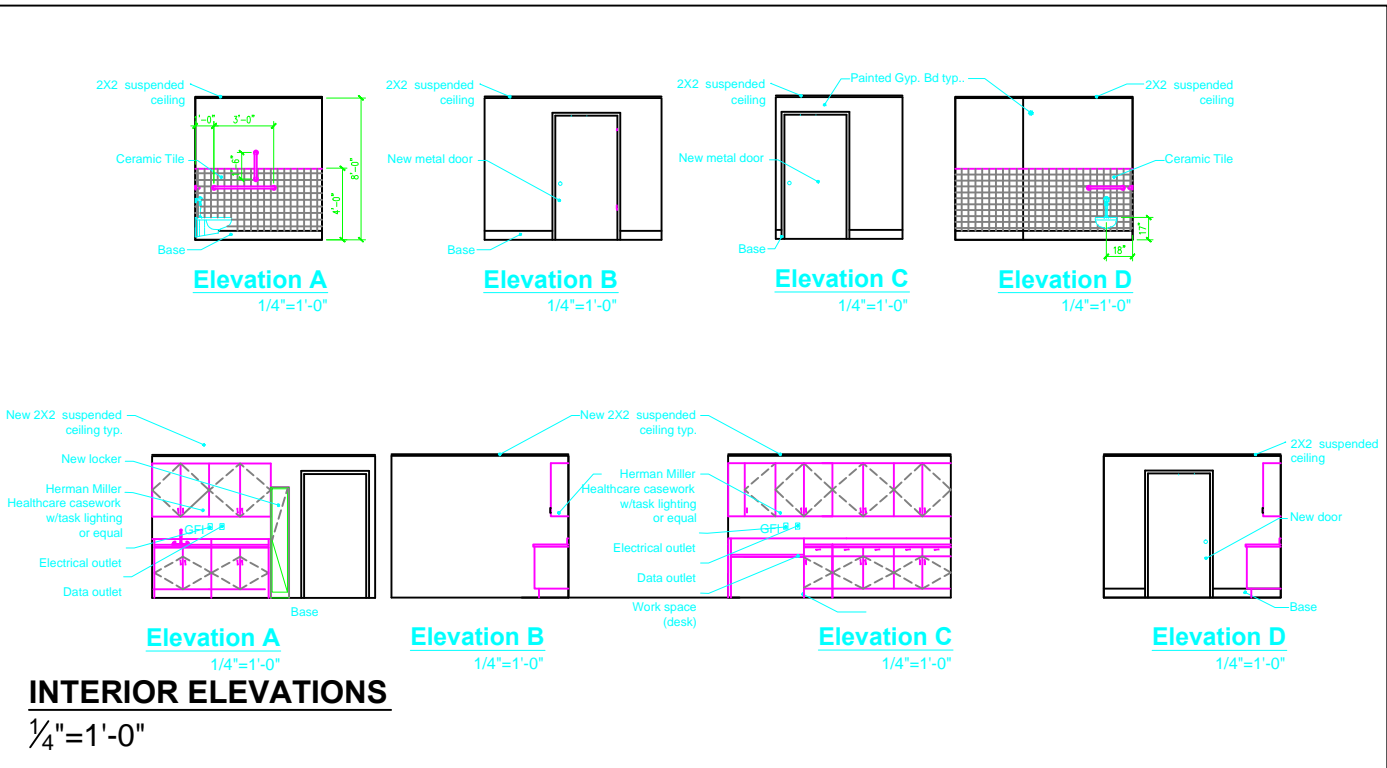 2X2 suspended
ceiling
3'-0"
Ceramic Tile
8'-0"
4'-0"
Base
Elevation A
1/4"=1'-0"
2X2 suspended
ceiling
New metal door
Base
Elevation B
1/4"=1'-0"
2X2 suspended
ceiling
Painted Gyp. Bd typ..
New metal door
Base
Elevation C
1/4"=1'-0"
2X2 suspended
ceiling
Ceramic Tile
17"
18"
Elevation D
1/4"=1'-0"
New 2X2 suspended
ceiling typ.
New locker
Herman Miller
Healthcare casework
w/task lighting
or equal
GFI
Electrical outlet
Data outlet
Base
Elevation A
1/4"=1'-0"
Elevation B
1/4"=1'-0"
New 2X2 suspended
ceiling typ.
Herman Miller
Healthcare casework
w/task lighting
or equal
GFI
Electrical outlet
Data outlet
Work space
(desk)
Elevation C
1/4"=1'-0"
2X2 suspended
ceiling
New door
Base
Elevation D
1/4"=1'-0"
INTERIOR ELEVATIONS
1/4"=1'-0"